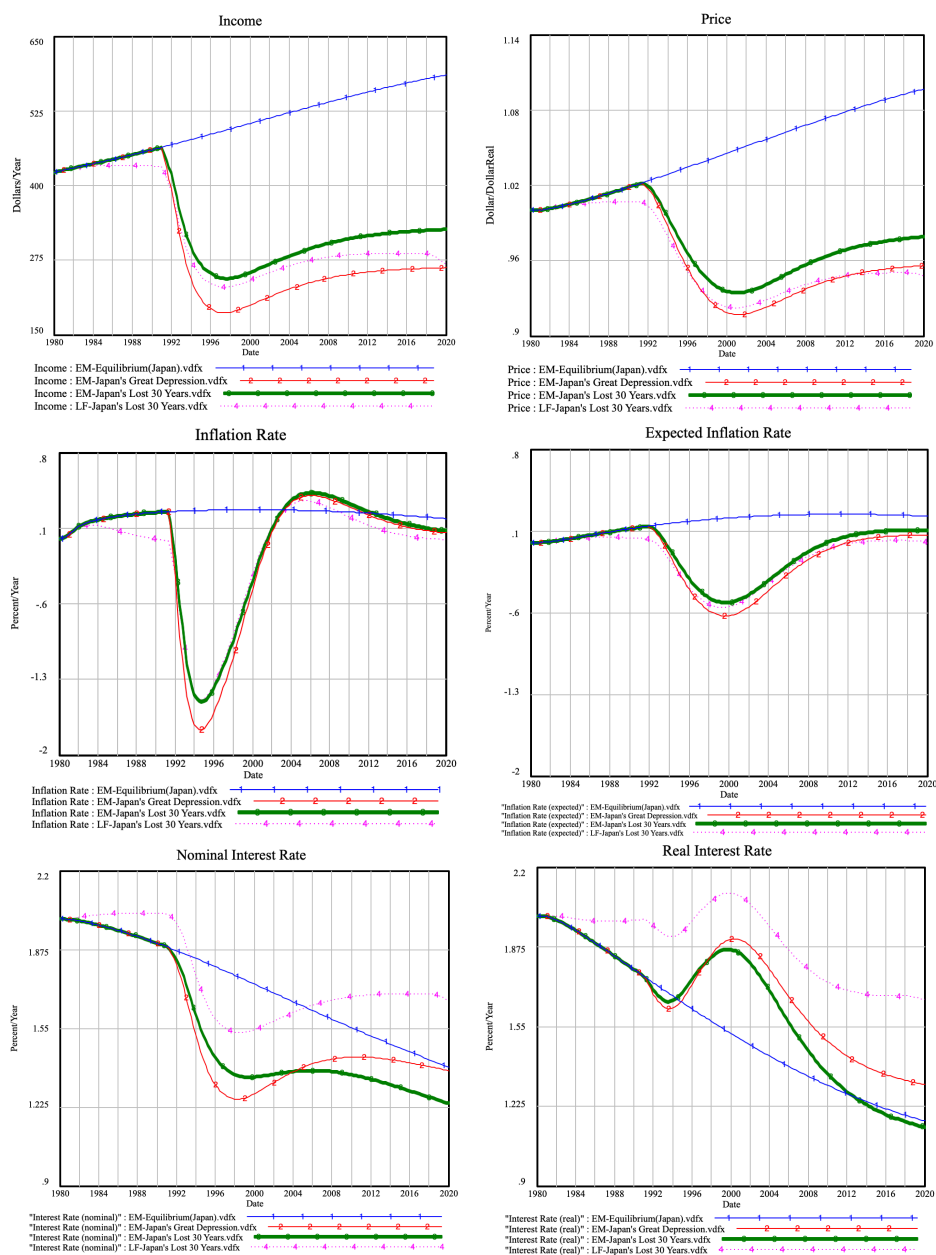 Income
650
525
400
275
150
Dollars/Year
1980 1984 1988 1992 1996 2000 2004 2008 2012 2016 2020
Date
Income : EM-Equilibrium(Japan).vdfx
Income : EM-Japan's Great Depression.vdfx
Income : EM-Japan's Lost 30 Years.vdfx
Income : LF-Japan's Lost 30 Years.vdfx
Price
1.14
1.08
1.02
.96
.9
Dollar/DollarReal
1980 1984 1988 1992 1996 2000 2004 2008 2012 2016 2020
Date
Price : EM-Equilibrium(Japan).vdfx
Price : EM-Japan's Great Depression.vdfx
Price : EM-Japan's Lost 30 Years.vdfx
Price : LF-Japan's Lost 30 Years.vdfx
Inflation Rate
.8
.1
-.6
-1.3
-2
Percent/Year
1980 1984 1988 1992 1996 2000 2004 2008 2012 2016 2020
Date
Inflation Rate : EM-Equilibrium(Japan).vdfx
Inflation Rate : EM-Japan's Great Depression.vdfx
Inflation Rate : EM-Japan's Lost 30 Years.vdfx
Inflation Rate : LF-Japan's Lost 30 Years.vdfx
Expected Inflation Rate
.8
.1
-.6
-1.3
-2
Percent/Year
1980 1984 1988 1992 1996 2000 2004 2008 2012 2016 2020
Date
"Inflation Rate (expected)" : EM-Equilibrium(Japan).vdfx
"Inflation Rate (expected)" : EM-Japan's Great Depression.vdfx
"Inflation Rate (expected)" : EM-Japan's Lost 30 Years.vdfx
"Inflation Rate (expected)" : LF-Japan's Lost 30 Years.vdfx
Nominal Interest Rate
2.2
1.875
1.55
1.225
.9
Percent/Year
1980 1984 1988 1992 1996 2000 2004 2008 2012 2016 2020
Date
"Interest Rate (nominal)" : EM-Equilibrium(Japan).vdfx
"Interest Rate (nominal)" : EM-Japan's Great Depression.vdfx
"Interest Rate (nominal)" : EM-Japan's Lost 30 Years.vdfx
"Interest Rate (nominal)" : LF-Japan's Lost 30 Years.vdfx
Real Interest Rate
2.2
1.875
1.55
1.225
.9
Percent/Year
1980 1984 1988 1992 1996 2000 2004 2008 2012 2016 2020
Date
"Interest Rate (real)" : EM-Equilibrium(Japan).vdfx
"Interest Rate (real)" : EM-Japan's Great Depression.vdfx
"Interest Rate (real)" : EM-Japan's Lost 30 Years.vdfx
"Interest Rate (real)" : LF-Japan's Lost 30 Years.vdfx